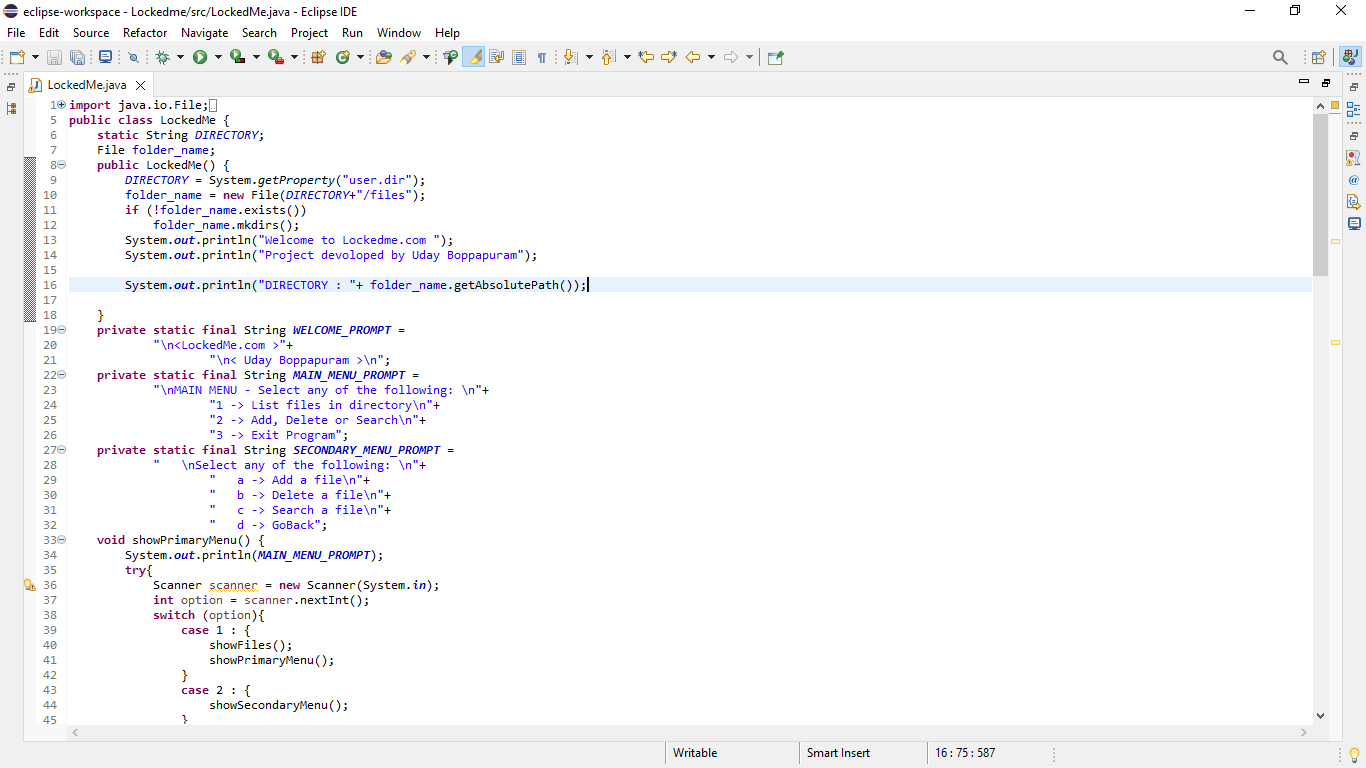 eclipse-workspace - Lockedme/src/LockedMe.java - Eclipse IDE
File Edit Source Refactor Navigate Search Project Run Window Help
LockedMe.java
1 import java.io.File;
5 public class LockedMe {
6 static String DIRECTORY;
7 File folder_name;
8 public LockedMe() {
9 DIRECTORY = System.getProperty("user.dir");
10 folder_name = new File(DIRECTORY+"/files");
11 if (!folder_name.exists())
12 folder_name.mkdirs();
13 System.out.println("Welcome to Lockedme.com ");
14 System.out.println("Project devoloped by Uday Boppapuram");
15
16 System.out.println("DIRECTORY : "+ folder_name.getAbsolutePath());
17
18 }
19 private static final String WELCOME_PROMPT =
20 "\n<LockedMe.com >"+
21 "\n< Uday Boppapuram >\n";
22 private static final String MAIN_MENU_PROMPT =
23 "\nMAIN MENU - Select any of the following: \n"+
24 "1 -> List files in directory\n"+
25 "2 -> Add, Delete or Search\n"+
26 "3 -> Exit Program";
27 private static final String SECONDARY_MENU_PROMPT =
28 "   \nSelect any of the following: \n"+
29 "   a -> Add a file\n"+
30 "   b -> Delete a file\n"+
31 "   c -> Search a file\n"+
32 "   d -> GoBack";
33 void showPrimaryMenu() {
34 System.out.println(MAIN_MENU_PROMPT);
35 try{
36 Scanner scanner = new Scanner(System.in);
37 int option = scanner.nextInt();
38 switch (option){
39 case 1 : {
40 showFiles();
41 showPrimaryMenu();
42 }
43 case 2 : {
44 showSecondaryMenu();
45 }
Writable Smart Insert 16 : 75 : 587